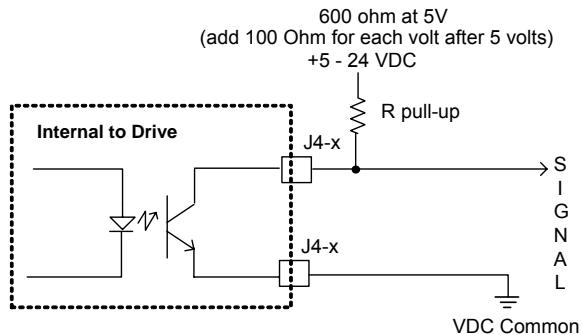 600 ohm at 5V
(add 100 Ohm for each volt after 5 volts)
+5 - 24 VDC
R pull-up
Internal to Drive
J4-x
SIGNAL
J4-x
VDC Common